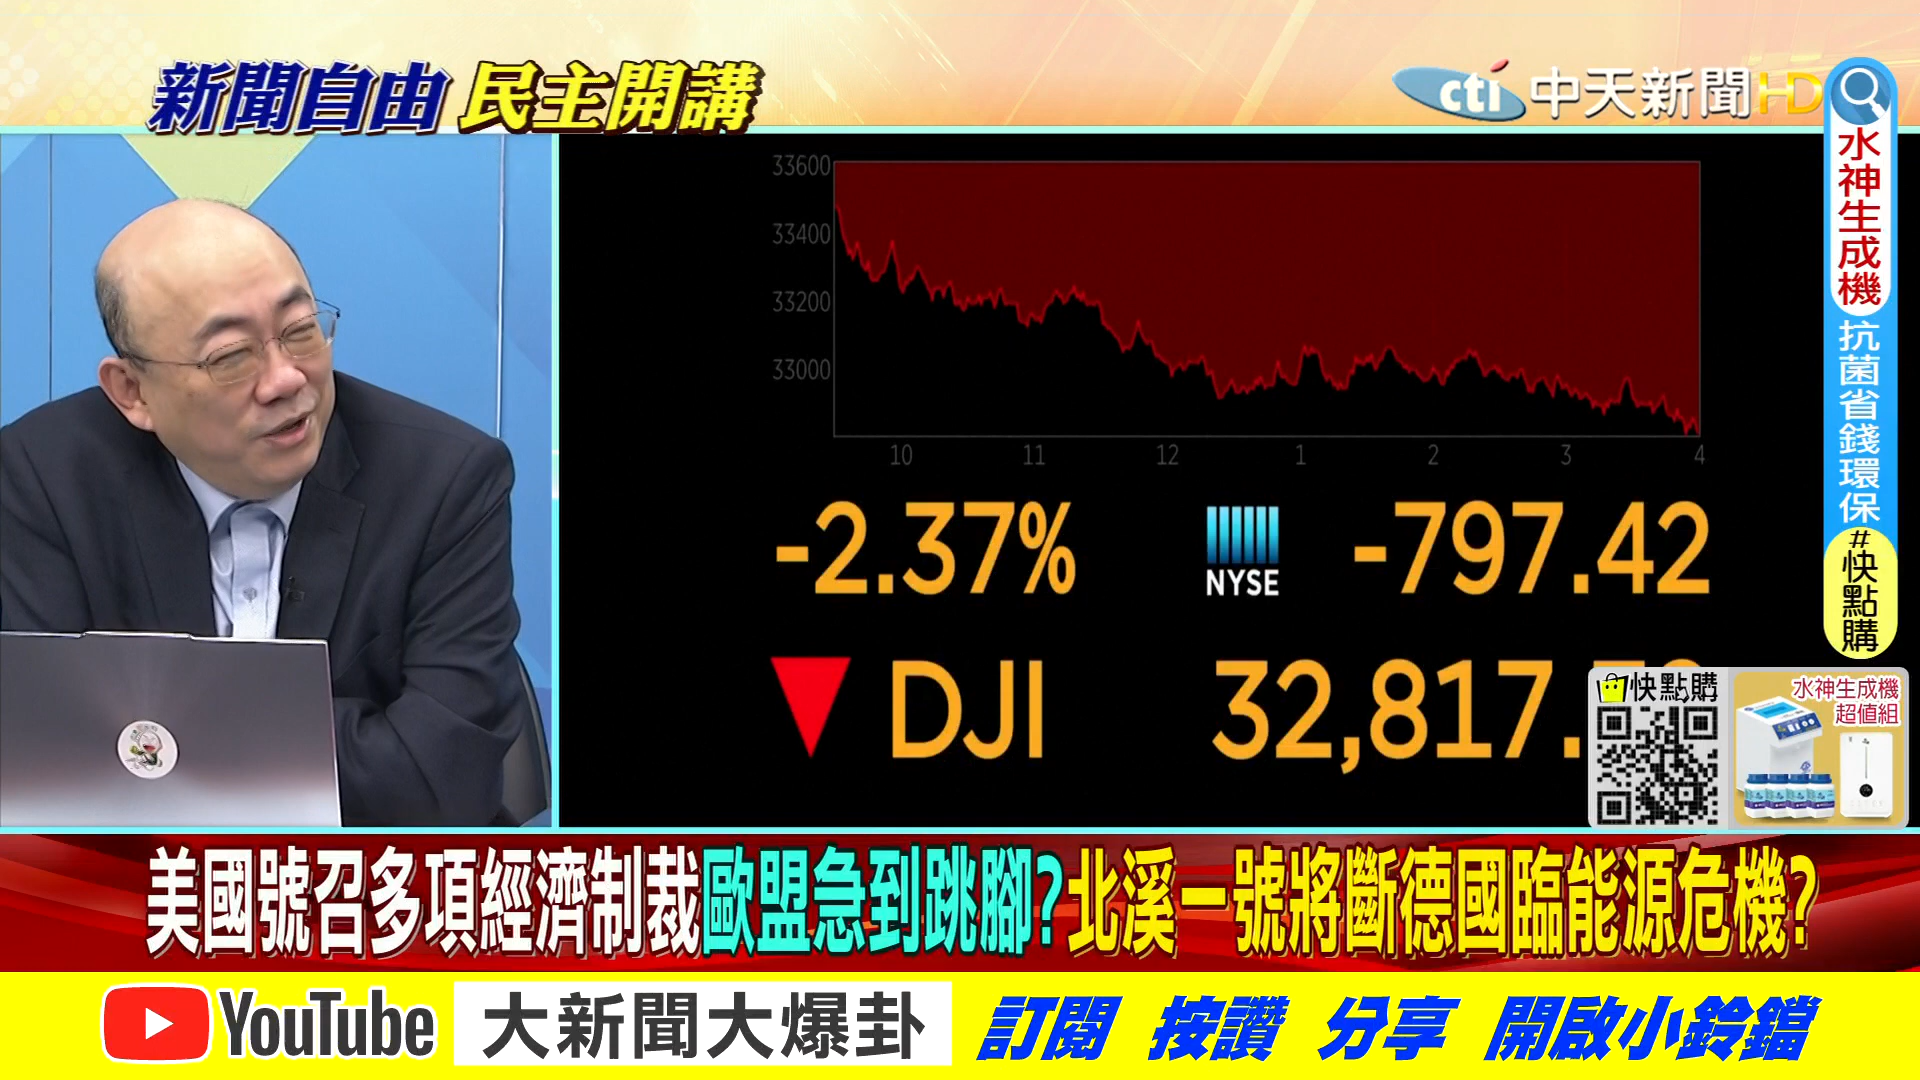 新聞自由 民主開講
cti 中天新聞HD
33600
33400
33200
33000
10 11 12 1 2 3 4
-2.37% NYSE -797.42
DJI 32,817.
水神生成機
抗菌省錢環保
#快點購
快點購
水神生成機
超值組
美國號召多項經濟制裁歐盟急到跳腳?北溪一號將斷德國臨能源危機?
YouTube 大新聞大爆卦 訂閱 按讚 分享 開啟小鈴鐺